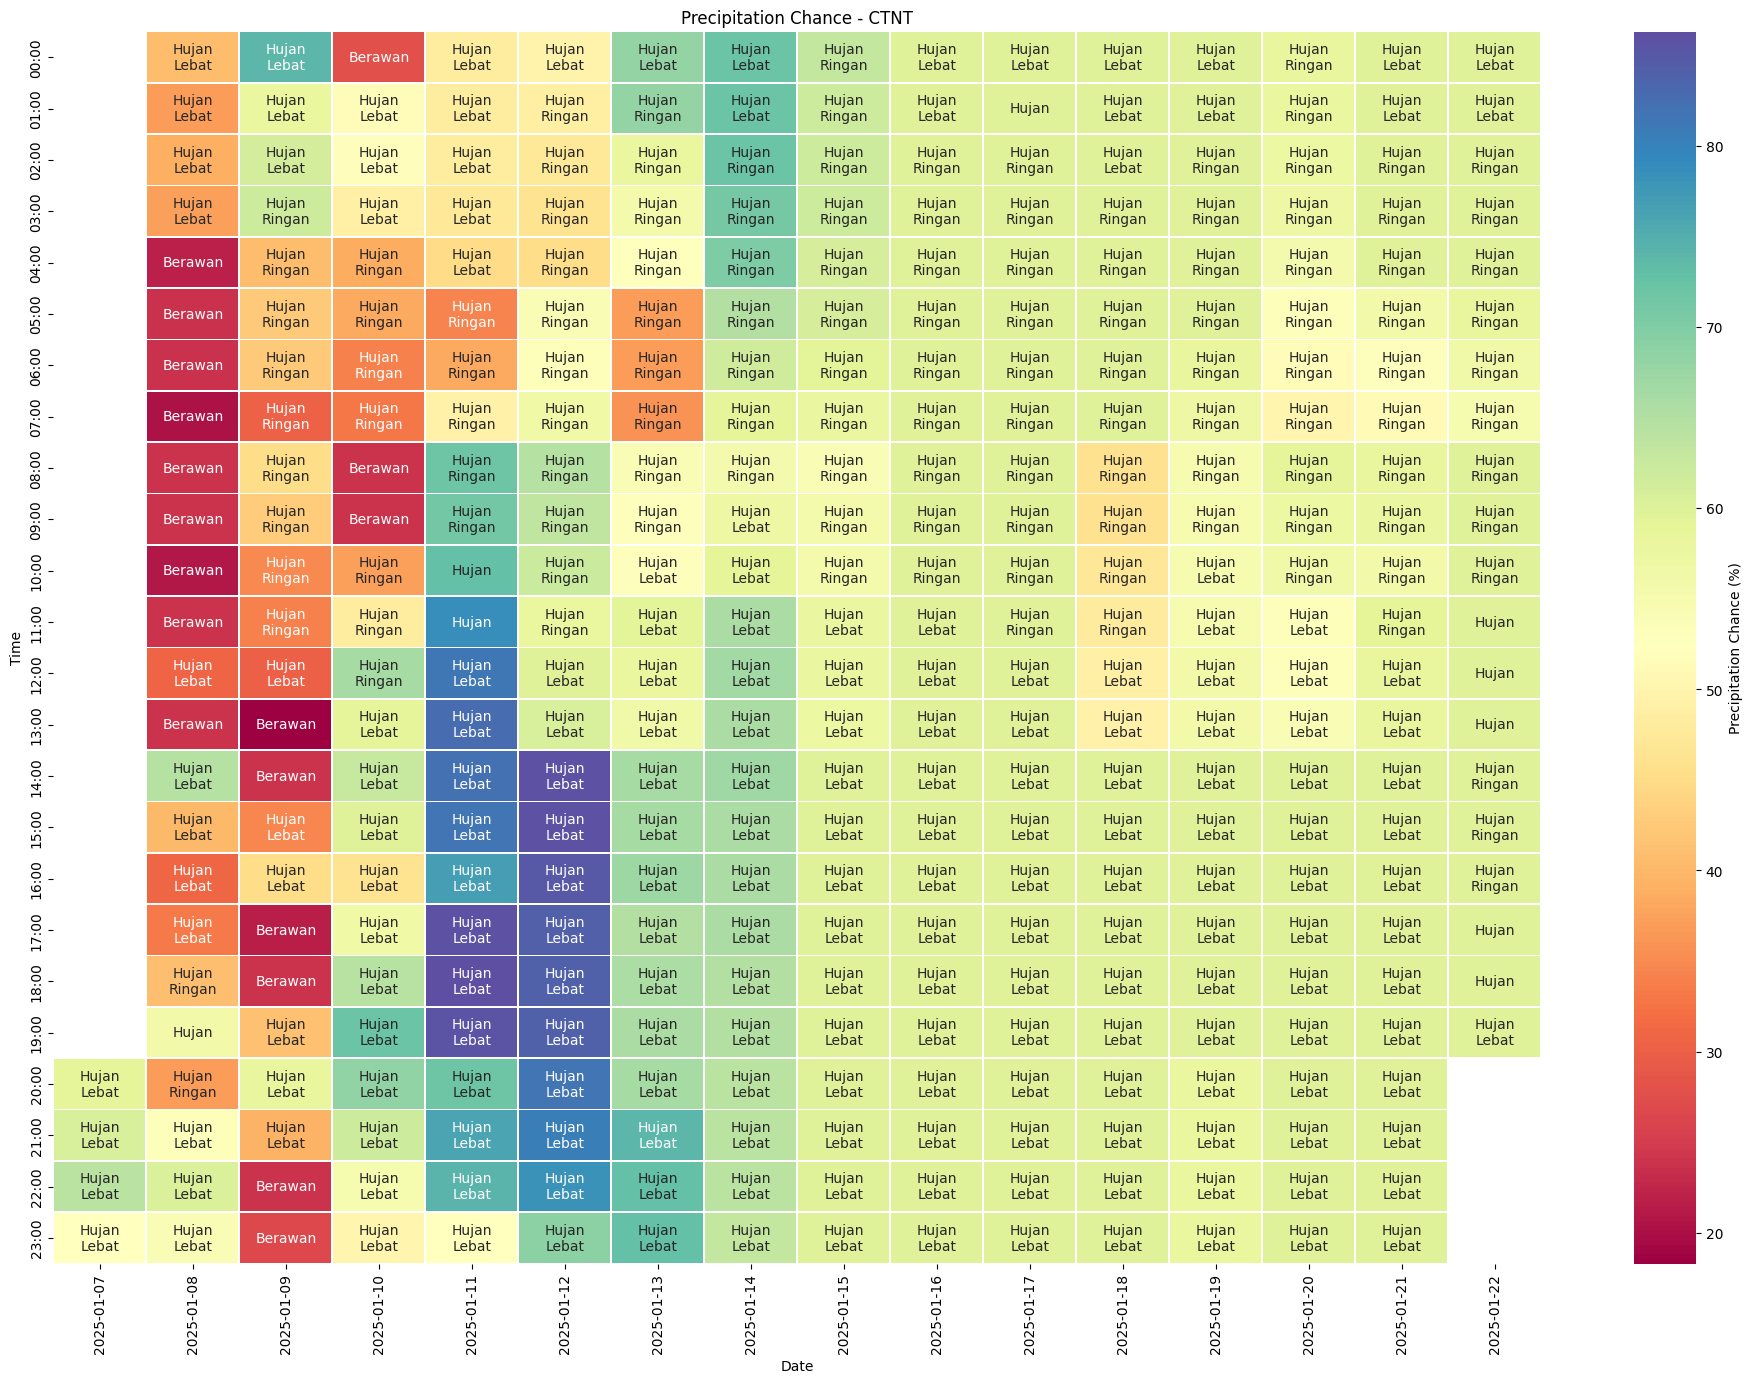 Precipitation Chance - CTNT
00:00 Hujan Lebat Hujan Lebat Berawan Hujan Lebat Hujan Lebat Hujan Lebat Hujan Lebat Hujan Ringan Hujan Lebat Hujan Lebat Hujan Lebat Hujan Lebat Hujan Ringan Hujan Lebat Hujan Lebat
01:00 Hujan Lebat Hujan Lebat Hujan Lebat Hujan Lebat Hujan Ringan Hujan Ringan Hujan Lebat Hujan Ringan Hujan Lebat Hujan Hujan Lebat Hujan Lebat Hujan Ringan Hujan Lebat Hujan Lebat
02:00 Hujan Lebat Hujan Lebat Hujan Lebat Hujan Lebat Hujan Ringan Hujan Ringan Hujan Ringan Hujan Ringan Hujan Ringan Hujan Ringan Hujan Lebat Hujan Ringan Hujan Ringan Hujan Ringan Hujan Ringan
03:00 Hujan Lebat Hujan Ringan Hujan Lebat Hujan Lebat Hujan Ringan Hujan Ringan Hujan Ringan Hujan Ringan Hujan Ringan Hujan Ringan Hujan Ringan Hujan Ringan Hujan Ringan Hujan Ringan Hujan Ringan
04:00 Berawan Hujan Ringan Hujan Ringan Hujan Lebat Hujan Ringan Hujan Ringan Hujan Ringan Hujan Ringan Hujan Ringan Hujan Ringan Hujan Ringan Hujan Ringan Hujan Ringan Hujan Ringan Hujan Ringan
05:00 Berawan Hujan Ringan Hujan Ringan Hujan Ringan Hujan Ringan Hujan Ringan Hujan Ringan Hujan Ringan Hujan Ringan Hujan Ringan Hujan Ringan Hujan Ringan Hujan Ringan Hujan Ringan Hujan Ringan
06:00 Berawan Hujan Ringan Hujan Ringan Hujan Ringan Hujan Ringan Hujan Ringan Hujan Ringan Hujan Ringan Hujan Ringan Hujan Ringan Hujan Ringan Hujan Ringan Hujan Ringan Hujan Ringan Hujan Ringan
07:00 Berawan Hujan Ringan Hujan Ringan Hujan Ringan Hujan Ringan Hujan Ringan Hujan Ringan Hujan Ringan Hujan Ringan Hujan Ringan Hujan Ringan Hujan Ringan Hujan Ringan Hujan Ringan Hujan Ringan
08:00 Berawan Hujan Ringan Berawan Hujan Ringan Hujan Ringan Hujan Ringan Hujan Ringan Hujan Ringan Hujan Ringan Hujan Ringan Hujan Ringan Hujan Ringan Hujan Ringan Hujan Ringan Hujan Ringan
09:00 Berawan Hujan Ringan Berawan Hujan Ringan Hujan Ringan Hujan Ringan Hujan Lebat Hujan Ringan Hujan Ringan Hujan Ringan Hujan Ringan Hujan Ringan Hujan Ringan Hujan Ringan Hujan Ringan
10:00 Berawan Hujan Ringan Hujan Ringan Hujan Hujan Ringan Hujan Lebat Hujan Lebat Hujan Ringan Hujan Ringan Hujan Ringan Hujan Ringan Hujan Lebat Hujan Ringan Hujan Ringan Hujan Ringan
11:00 Berawan Hujan Ringan Hujan Ringan Hujan Hujan Ringan Hujan Lebat Hujan Lebat Hujan Lebat Hujan Lebat Hujan Ringan Hujan Ringan Hujan Lebat Hujan Lebat Hujan Ringan Hujan
12:00 Hujan Lebat Hujan Lebat Hujan Ringan Hujan Lebat Hujan Lebat Hujan Lebat Hujan Lebat Hujan Lebat Hujan Lebat Hujan Lebat Hujan Lebat Hujan Lebat Hujan Lebat Hujan Lebat Hujan
13:00 Berawan Berawan Hujan Lebat Hujan Lebat Hujan Lebat Hujan Lebat Hujan Lebat Hujan Lebat Hujan Lebat Hujan Lebat Hujan Lebat Hujan Lebat Hujan Lebat Hujan Lebat Hujan
14:00 Hujan Lebat Berawan Hujan Lebat Hujan Lebat Hujan Lebat Hujan Lebat Hujan Lebat Hujan Lebat Hujan Lebat Hujan Lebat Hujan Lebat Hujan Lebat Hujan Lebat Hujan Lebat Hujan Ringan
15:00 Hujan Lebat Hujan Lebat Hujan Lebat Hujan Lebat Hujan Lebat Hujan Lebat Hujan Lebat Hujan Lebat Hujan Lebat Hujan Lebat Hujan Lebat Hujan Lebat Hujan Lebat Hujan Lebat Hujan Ringan
16:00 Hujan Lebat Hujan Lebat Hujan Lebat Hujan Lebat Hujan Lebat Hujan Lebat Hujan Lebat Hujan Lebat Hujan Lebat Hujan Lebat Hujan Lebat Hujan Lebat Hujan Lebat Hujan Lebat Hujan Ringan
17:00 Hujan Lebat Berawan Hujan Lebat Hujan Lebat Hujan Lebat Hujan Lebat Hujan Lebat Hujan Lebat Hujan Lebat Hujan Lebat Hujan Lebat Hujan Lebat Hujan Lebat Hujan Lebat Hujan
18:00 Hujan Ringan Berawan Hujan Lebat Hujan Lebat Hujan Lebat Hujan Lebat Hujan Lebat Hujan Lebat Hujan Lebat Hujan Lebat Hujan Lebat Hujan Lebat Hujan Lebat Hujan Lebat Hujan
19:00 Hujan Hujan Lebat Hujan Lebat Hujan Lebat Hujan Lebat Hujan Lebat Hujan Lebat Hujan Lebat Hujan Lebat Hujan Lebat Hujan Lebat Hujan Lebat Hujan Lebat Hujan Lebat Hujan Lebat
20:00 Hujan Lebat Hujan Ringan Hujan Lebat Hujan Lebat Hujan Lebat Hujan Lebat Hujan Lebat Hujan Lebat Hujan Lebat Hujan Lebat Hujan Lebat Hujan Lebat Hujan Lebat Hujan Lebat Hujan Lebat
21:00 Hujan Lebat Hujan Lebat Hujan Lebat Hujan Lebat Hujan Lebat Hujan Lebat Hujan Lebat Hujan Lebat Hujan Lebat Hujan Lebat Hujan Lebat Hujan Lebat Hujan Lebat Hujan Lebat Hujan Lebat
22:00 Hujan Lebat Hujan Lebat Berawan Hujan Lebat Hujan Lebat Hujan Lebat Hujan Lebat Hujan Lebat Hujan Lebat Hujan Lebat Hujan Lebat Hujan Lebat Hujan Lebat Hujan Lebat Hujan Lebat
23:00 Hujan Lebat Hujan Lebat Berawan Hujan Lebat Hujan Lebat Hujan Lebat Hujan Lebat Hujan Lebat Hujan Lebat Hujan Lebat Hujan Lebat Hujan Lebat Hujan Lebat Hujan Lebat Hujan Lebat
Time
2025-01-07 2025-01-08 2025-01-09 2025-01-10 2025-01-11 2025-01-12 2025-01-13 2025-01-14 2025-01-15 2025-01-16 2025-01-17 2025-01-18 2025-01-19 2025-01-20 2025-01-21 2025-01-22
Date
80
70
60
50
40
30
20
Precipitation Chance (%)